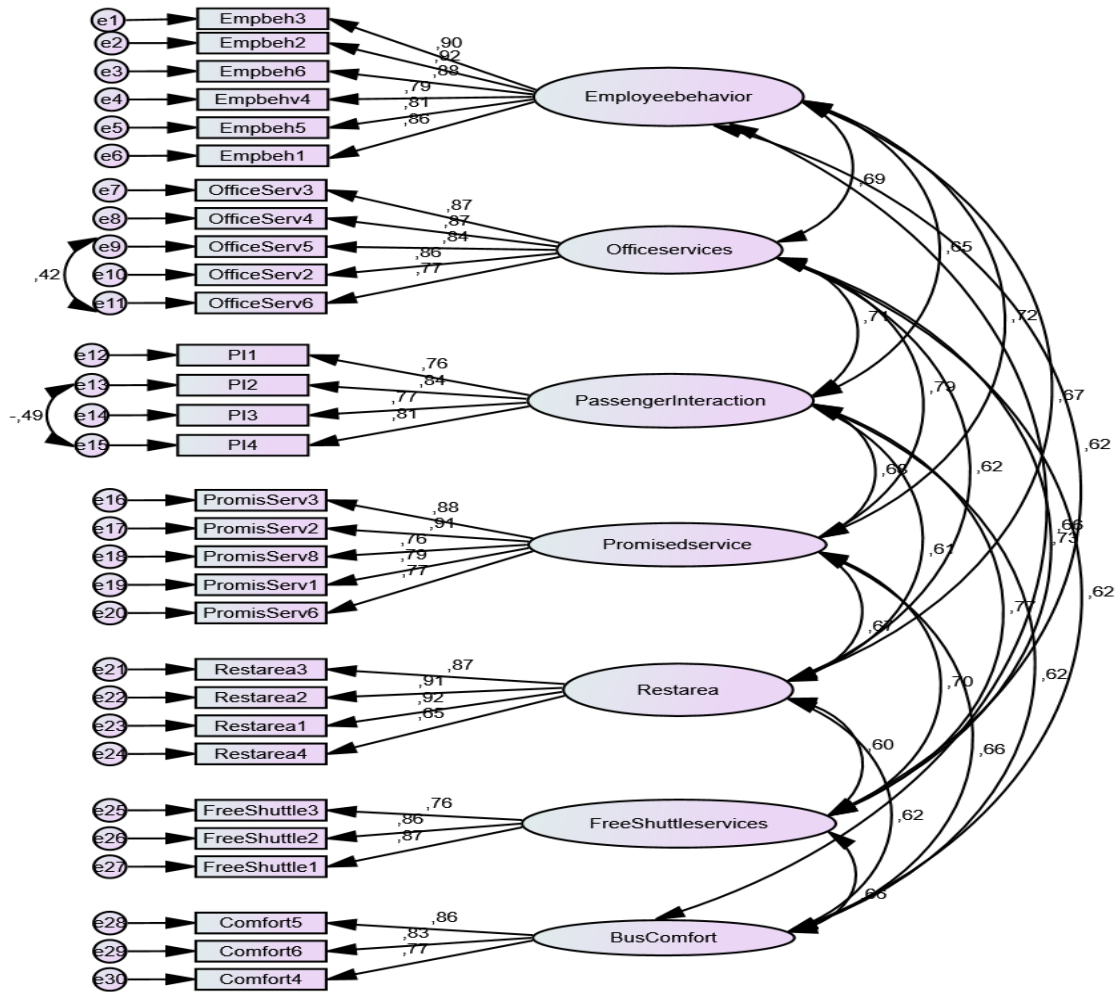 e1 Empbeh3
,90
e2 Empbeh2
,92
e3 Empbeh6
,88
e4 Empbehv4
,79
Employeebehavior
e5 Empbeh5
,81
e6 Empbeh1
,86
e7 OfficeServ3
,87
e8 OfficeServ4
,87
e9 OfficeServ5
,84
Officeservices
e10 OfficeServ2
,86
e11 OfficeServ6
,77
,42
e12 PI1
,76
e13 PI2
,84
PassengerInteraction
e14 PI3
,77
e15 PI4
,81
-,49
e16 PromisServ3
,88
e17 PromisServ2
,91
e18 PromisServ8
,76
Promisedservice
e19 PromisServ1
,79
e20 PromisServ6
,77
e21 Restarea3
,87
e22 Restarea2
,91
Restarea
e23 Restarea1
,92
e24 Restarea4
,65
e25 FreeShuttle3
,76
e26 FreeShuttle2
,86
FreeShuttleservices
e27 FreeShuttle1
,87
e28 Comfort5
,86
e29 Comfort6
,83
BusComfort
e30 Comfort4
,77
,69
,65
,71
,72
,79
,67
,62
,68
,62
,66
,73
,61
,62
,77
,67
,62
,70
,60
,66
,62
,66